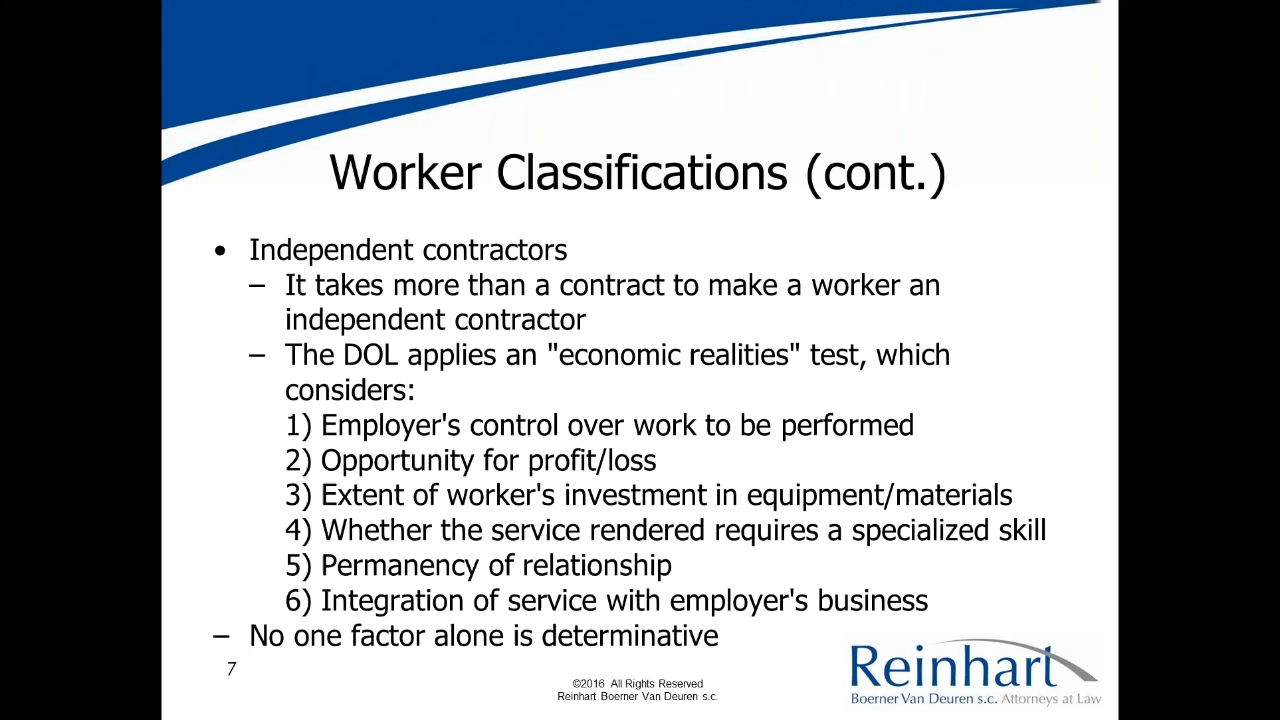 Worker Classifications (cont.)
• Independent contractors
– It takes more than a contract to make a worker an
independent contractor
– The DOL applies an "economic realities" test, which
considers:
1) Employer's control over work to be performed
2) Opportunity for profit/loss
3) Extent of worker's investment in equipment/materials
4) Whether the service rendered requires a specialized skill
5) Permanency of relationship
6) Integration of service with employer's business
– No one factor alone is determinative
7
©2016 All Rights Reserved
Reinhart Boerner Van Deuren s.c.
Reinhart
Boerner Van Deuren s.c. Attorneys at Law